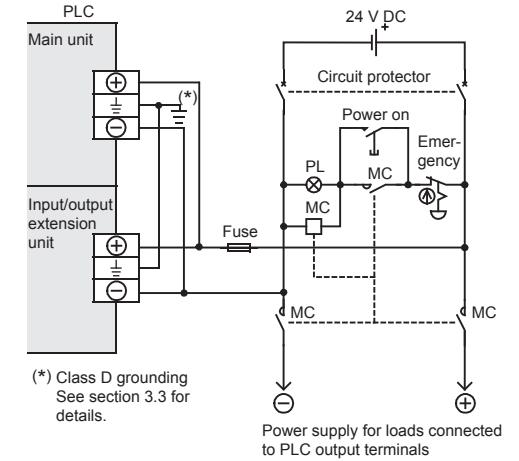 PLC
24 V DC
+
Main unit
Circuit protector
(*)
Power on
Emer-
gency
PL
MC
MC
Input/output
extension
unit
Fuse
MC
MC
(*) Class D grounding
See section 3.3 for
details.
Power supply for loads connected
to PLC output terminals